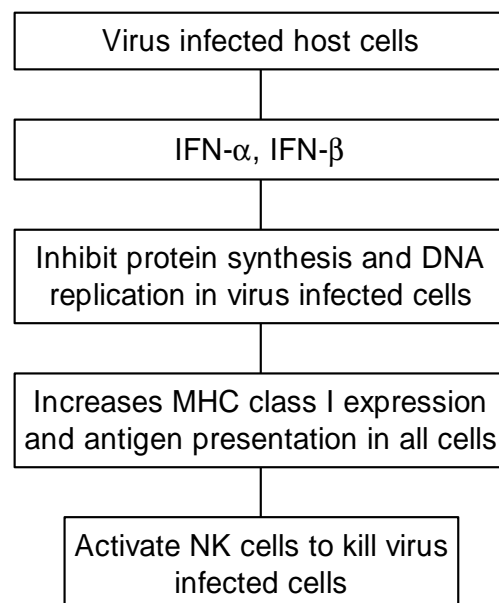 Virus infected host cells
IFN-α, IFN-β
Inhibit protein synthesis and DNA
replication in virus infected cells
Increases MHC class I expression
and antigen presentation in all cells
Activate NK cells to kill virus
infected cells